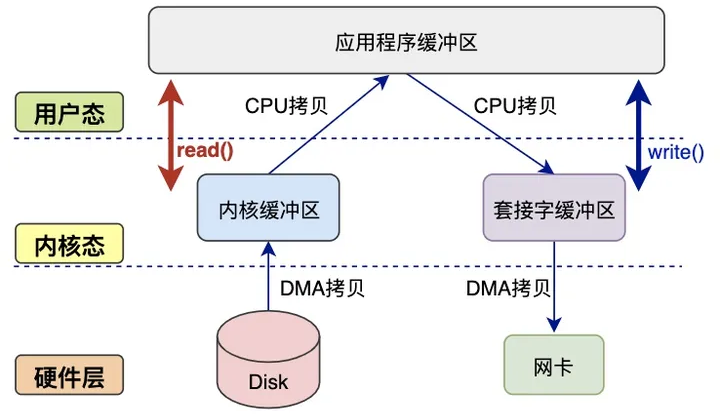 应用程序缓冲区
用户态
CPU拷贝
CPU拷贝
read()
write()
内核缓冲区
套接字缓冲区
内核态
DMA拷贝
DMA拷贝
硬件层
Disk
网卡